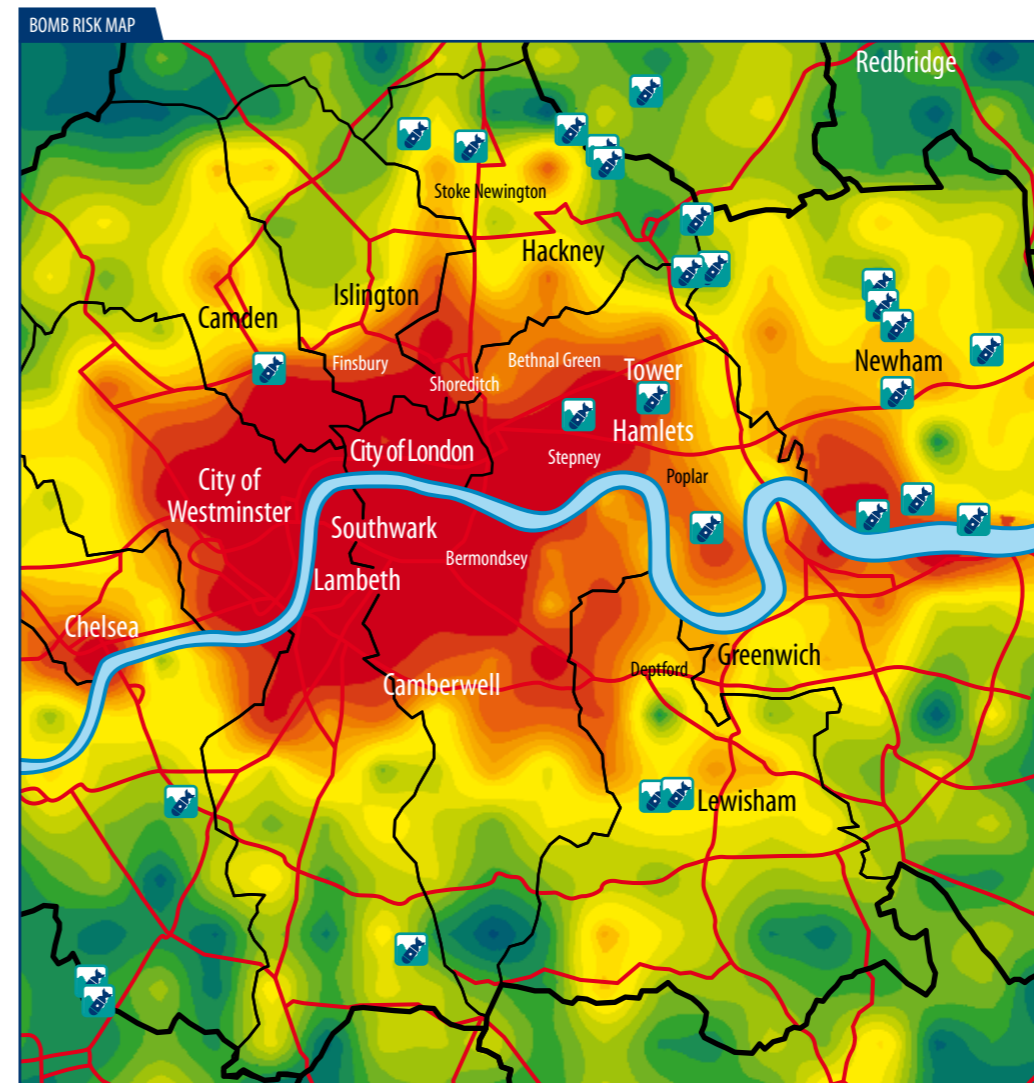 BOMB RISK MAP
Redbridge
Stoke Newington
Hackney
Islington
Camden
Finsbury
Bethnal Green
Shoreditch
Tower
Hamlets
Newham
City of London
Stepney
Poplar
City of
Westminster
Southwark
Bermondsey
Lambeth
Chelsea
Camberwell
Deptford
Greenwich
Lewisham